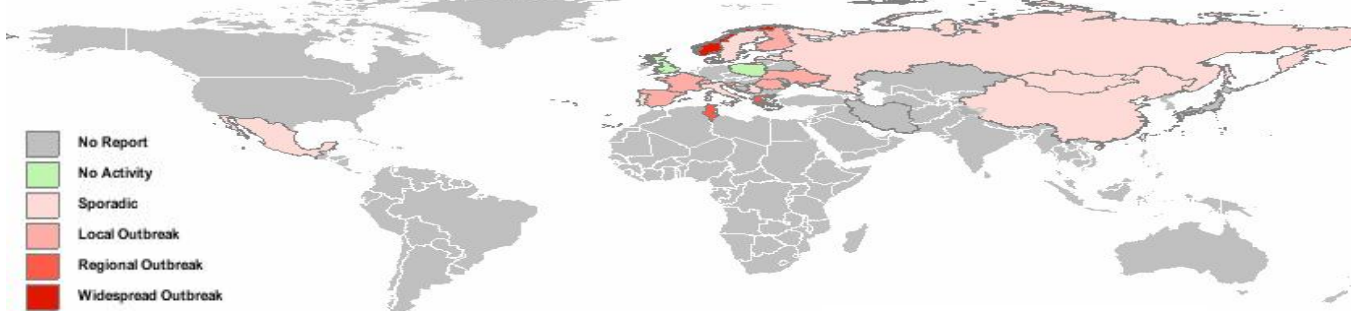 No Report
No Activity
Sporadic
Local Outbreak
Regional Outbreak
Widespread Outbreak